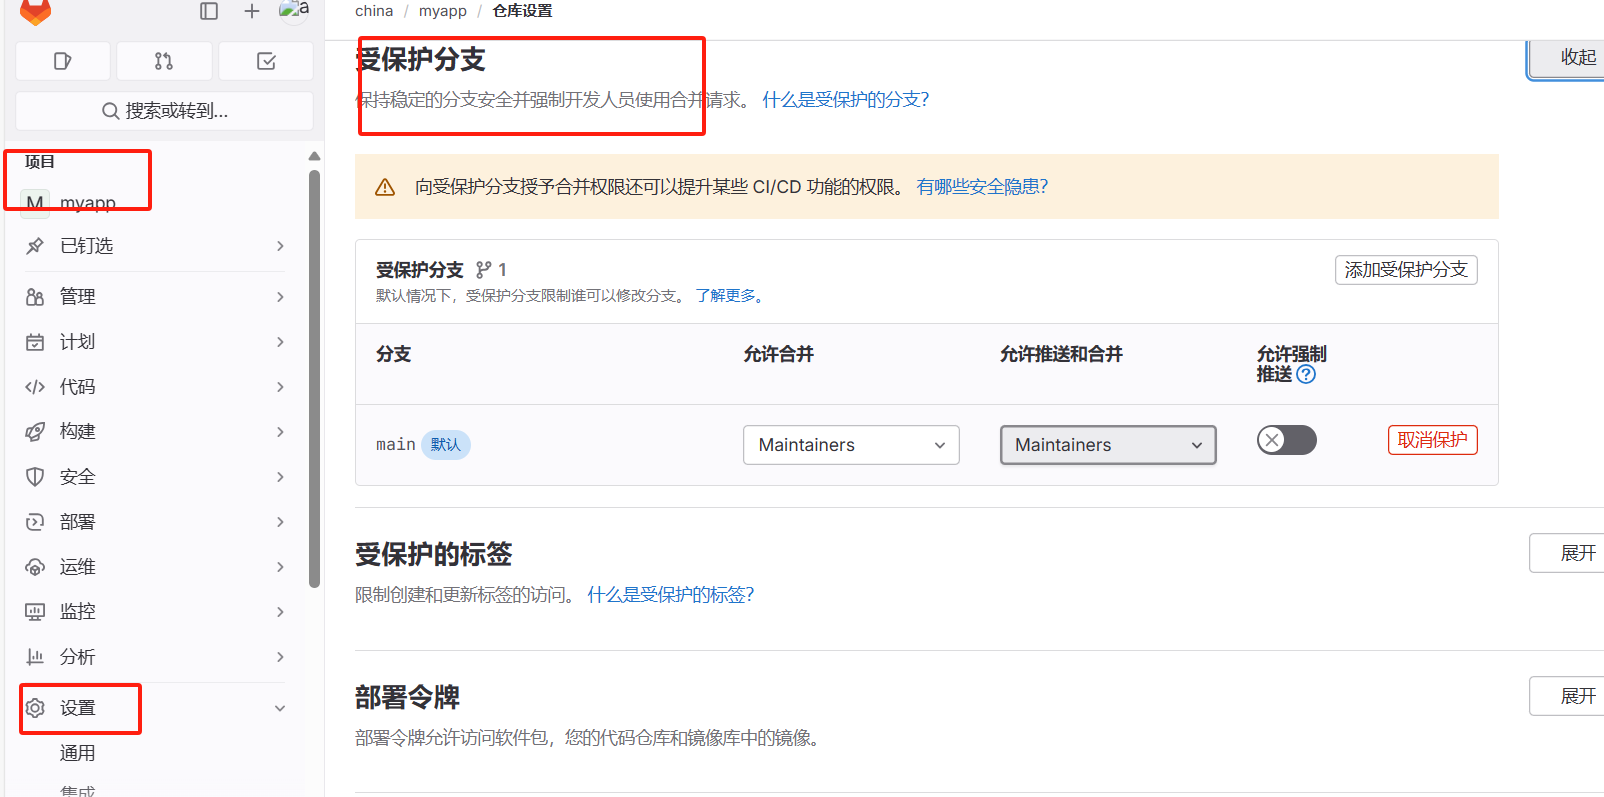 a
china / myapp / 仓库设置
搜索或转到...
项目
M myapp
已钉选
管理
计划
代码
构建
安全
部署
运维
监控
分析
设置
通用
集成
受保护分支
收起
保持稳定的分支安全并强制开发人员使用合并请求。 什么是受保护的分支?
向受保护分支授予合并权限还可以提升某些 CI/CD 功能的权限。 有哪些安全隐患?
受保护分支 1
添加受保护分支
默认情况下，受保护分支限制谁可以修改分支。 了解更多。
分支 允许合并 允许推送和合并 允许强制
推送 ?
main 默认 Maintainers Maintainers 取消保护
受保护的标签
展开
限制创建和更新标签的访问。 什么是受保护的标签?
部署令牌
展开
部署令牌允许访问软件包，您的代码仓库和镜像库中的镜像。